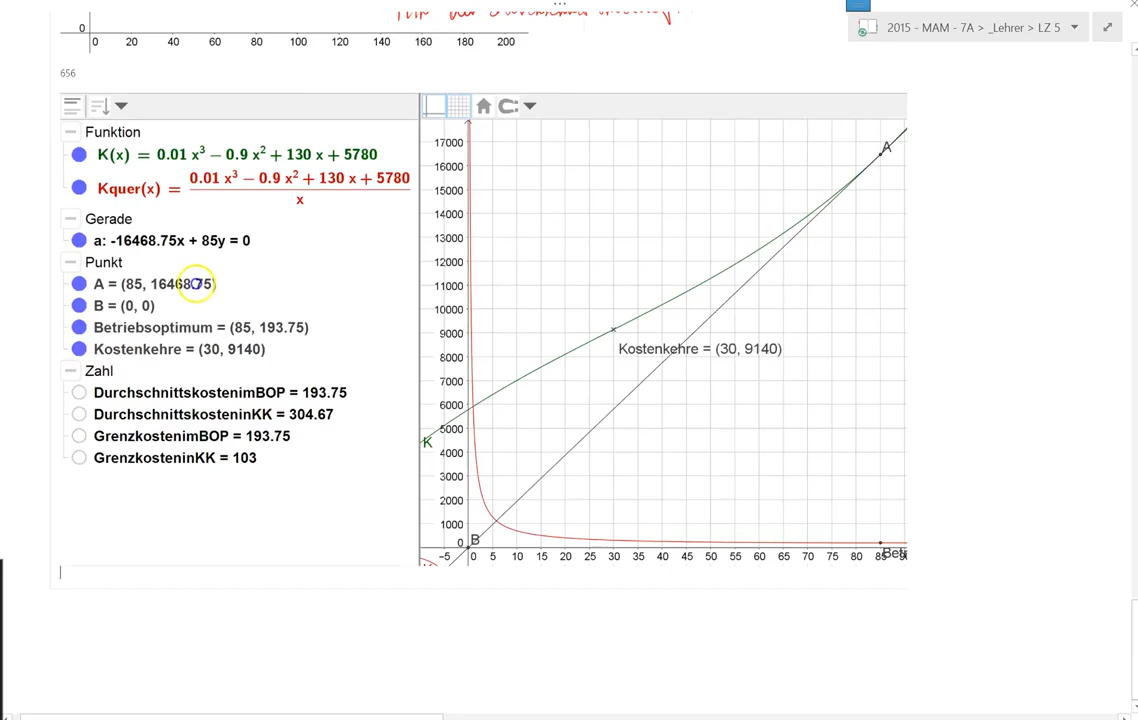 2015 - MAM - 7A > _Lehrer > LZ 5
0
0 20 40 60 80 100 120 140 160 180 200
656
Funktion
K(x) = 0.01 x³ − 0.9 x² + 130 x + 5780
Kquer(x) = 0.01 x³ − 0.9 x² + 130 x + 5780
x
Gerade
a: -16468.75x + 85y = 0
Punkt
A = (85, 16468.75)
B = (0, 0)
Betriebsoptimum = (85, 193.75)
Kostenkehre = (30, 9140)
Zahl
DurchschnittskostenimBOP = 193.75
DurchschnittskosteninKK = 304.67
GrenzkostenimBOP = 193.75
GrenzkosteninKK = 103
17000
16000
15000
14000
13000
12000
11000
10000
9000
8000
7000
6000
5000
4000
3000
2000
1000
0
A
Kostenkehre = (30, 9140)
K
B
−5 0 5 10 15 20 25 30 35 40 45 50 55 60 65 70 75 80 85